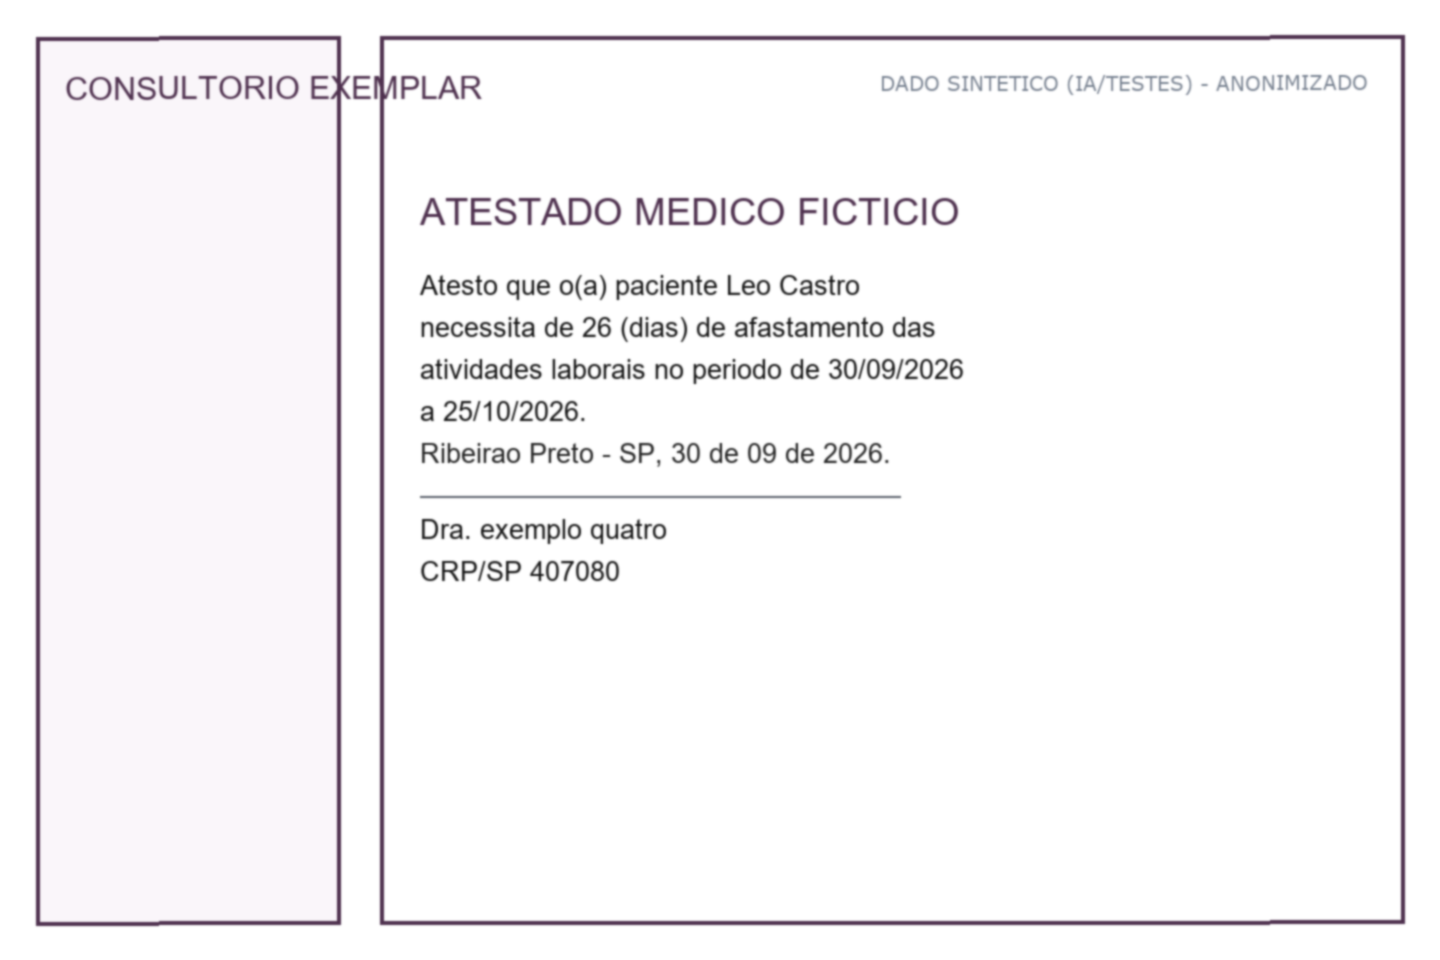 CONSULTORIO EXEMPLAR
DADO SINTETICO (IA/TESTES) - ANONIMIZADO
ATESTADO MEDICO FICTICIO
Atesto que o(a) paciente Leo Castro
necessita de 26 (dias) de afastamento das
atividades laborais no periodo de 30/09/2026
a 25/10/2026.
Ribeirao Preto - SP, 30 de 09 de 2026.
Dra. exemplo quatro
CRP/SP 407080